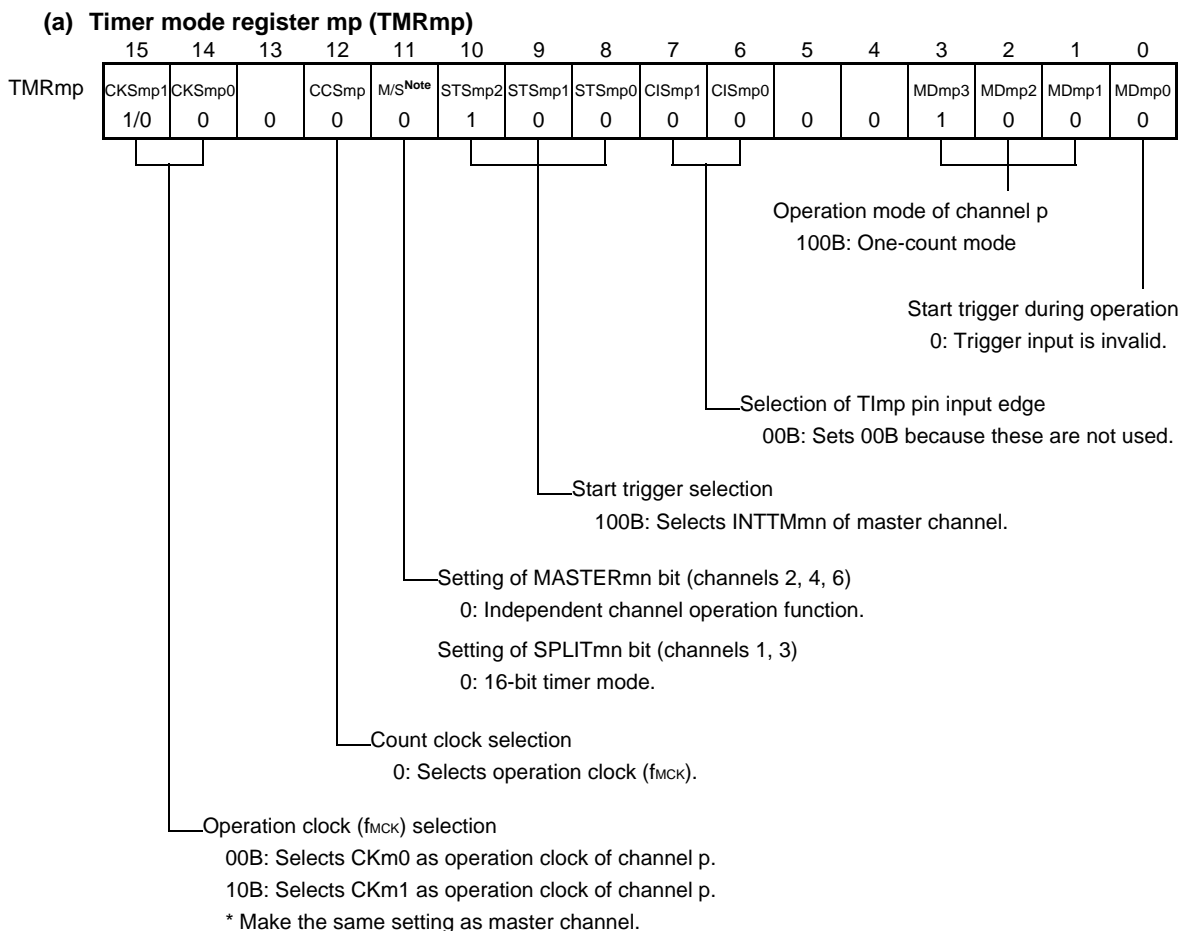 (a) Timer mode register mp (TMRmp)
15 14 13 12 11 10 9 8 7 6 5 4 3 2 1 0
TMRmp CKSmp1 CKSmp0 CCSmp M/SNote STSmp2 STSmp1 STSmp0 CISmp1 CISmp0 MDmp3 MDmp2 MDmp1 MDmp0
1/0 0 0 0 0 1 0 0 0 0 0 0 1 0 0 0
Operation mode of channel p
100B: One-count mode
Start trigger during operation
0: Trigger input is invalid.
Selection of TImp pin input edge
00B: Sets 00B because these are not used.
Start trigger selection
100B: Selects INTTMmn of master channel.
Setting of MASTERmn bit (channels 2, 4, 6)
0: Independent channel operation function.
Setting of SPLITmn bit (channels 1, 3)
0: 16-bit timer mode.
Count clock selection
0: Selects operation clock (fMCK).
Operation clock (fMCK) selection
00B: Selects CKm0 as operation clock of channel p.
10B: Selects CKm1 as operation clock of channel p.
* Make the same setting as master channel.